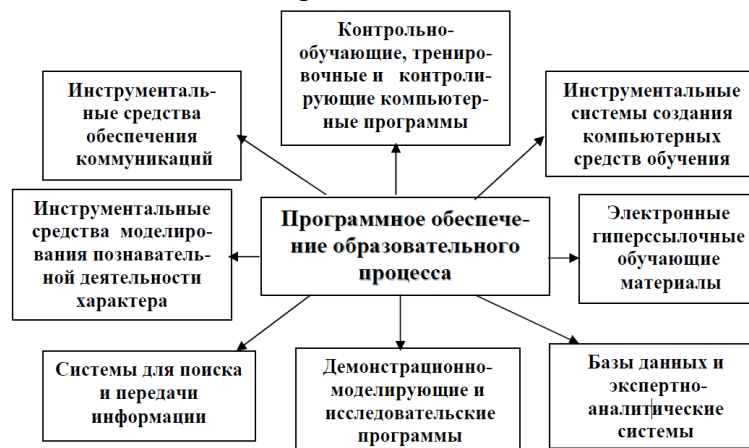 Контрольно-
обучающие, трениро-
вочные и контроли-
рующие компьютер-
ные программы
Инструменталь-
ные средства
обеспечения
коммуникаций
Инструментальные
системы создания
компьютерных
средств обучения
Инструментальные
средства моделиро-
вания познаватель-
ной деятельности
характера
Программное обеспече-
ние образовательного
процесса
Электронные
гиперссылочные
обучающие
материалы
Системы для поиска
и передачи
информации
Демонстрационно-
моделирующие и
исследовательские
программы
Базы данных и
экспертно-
аналитические
системы